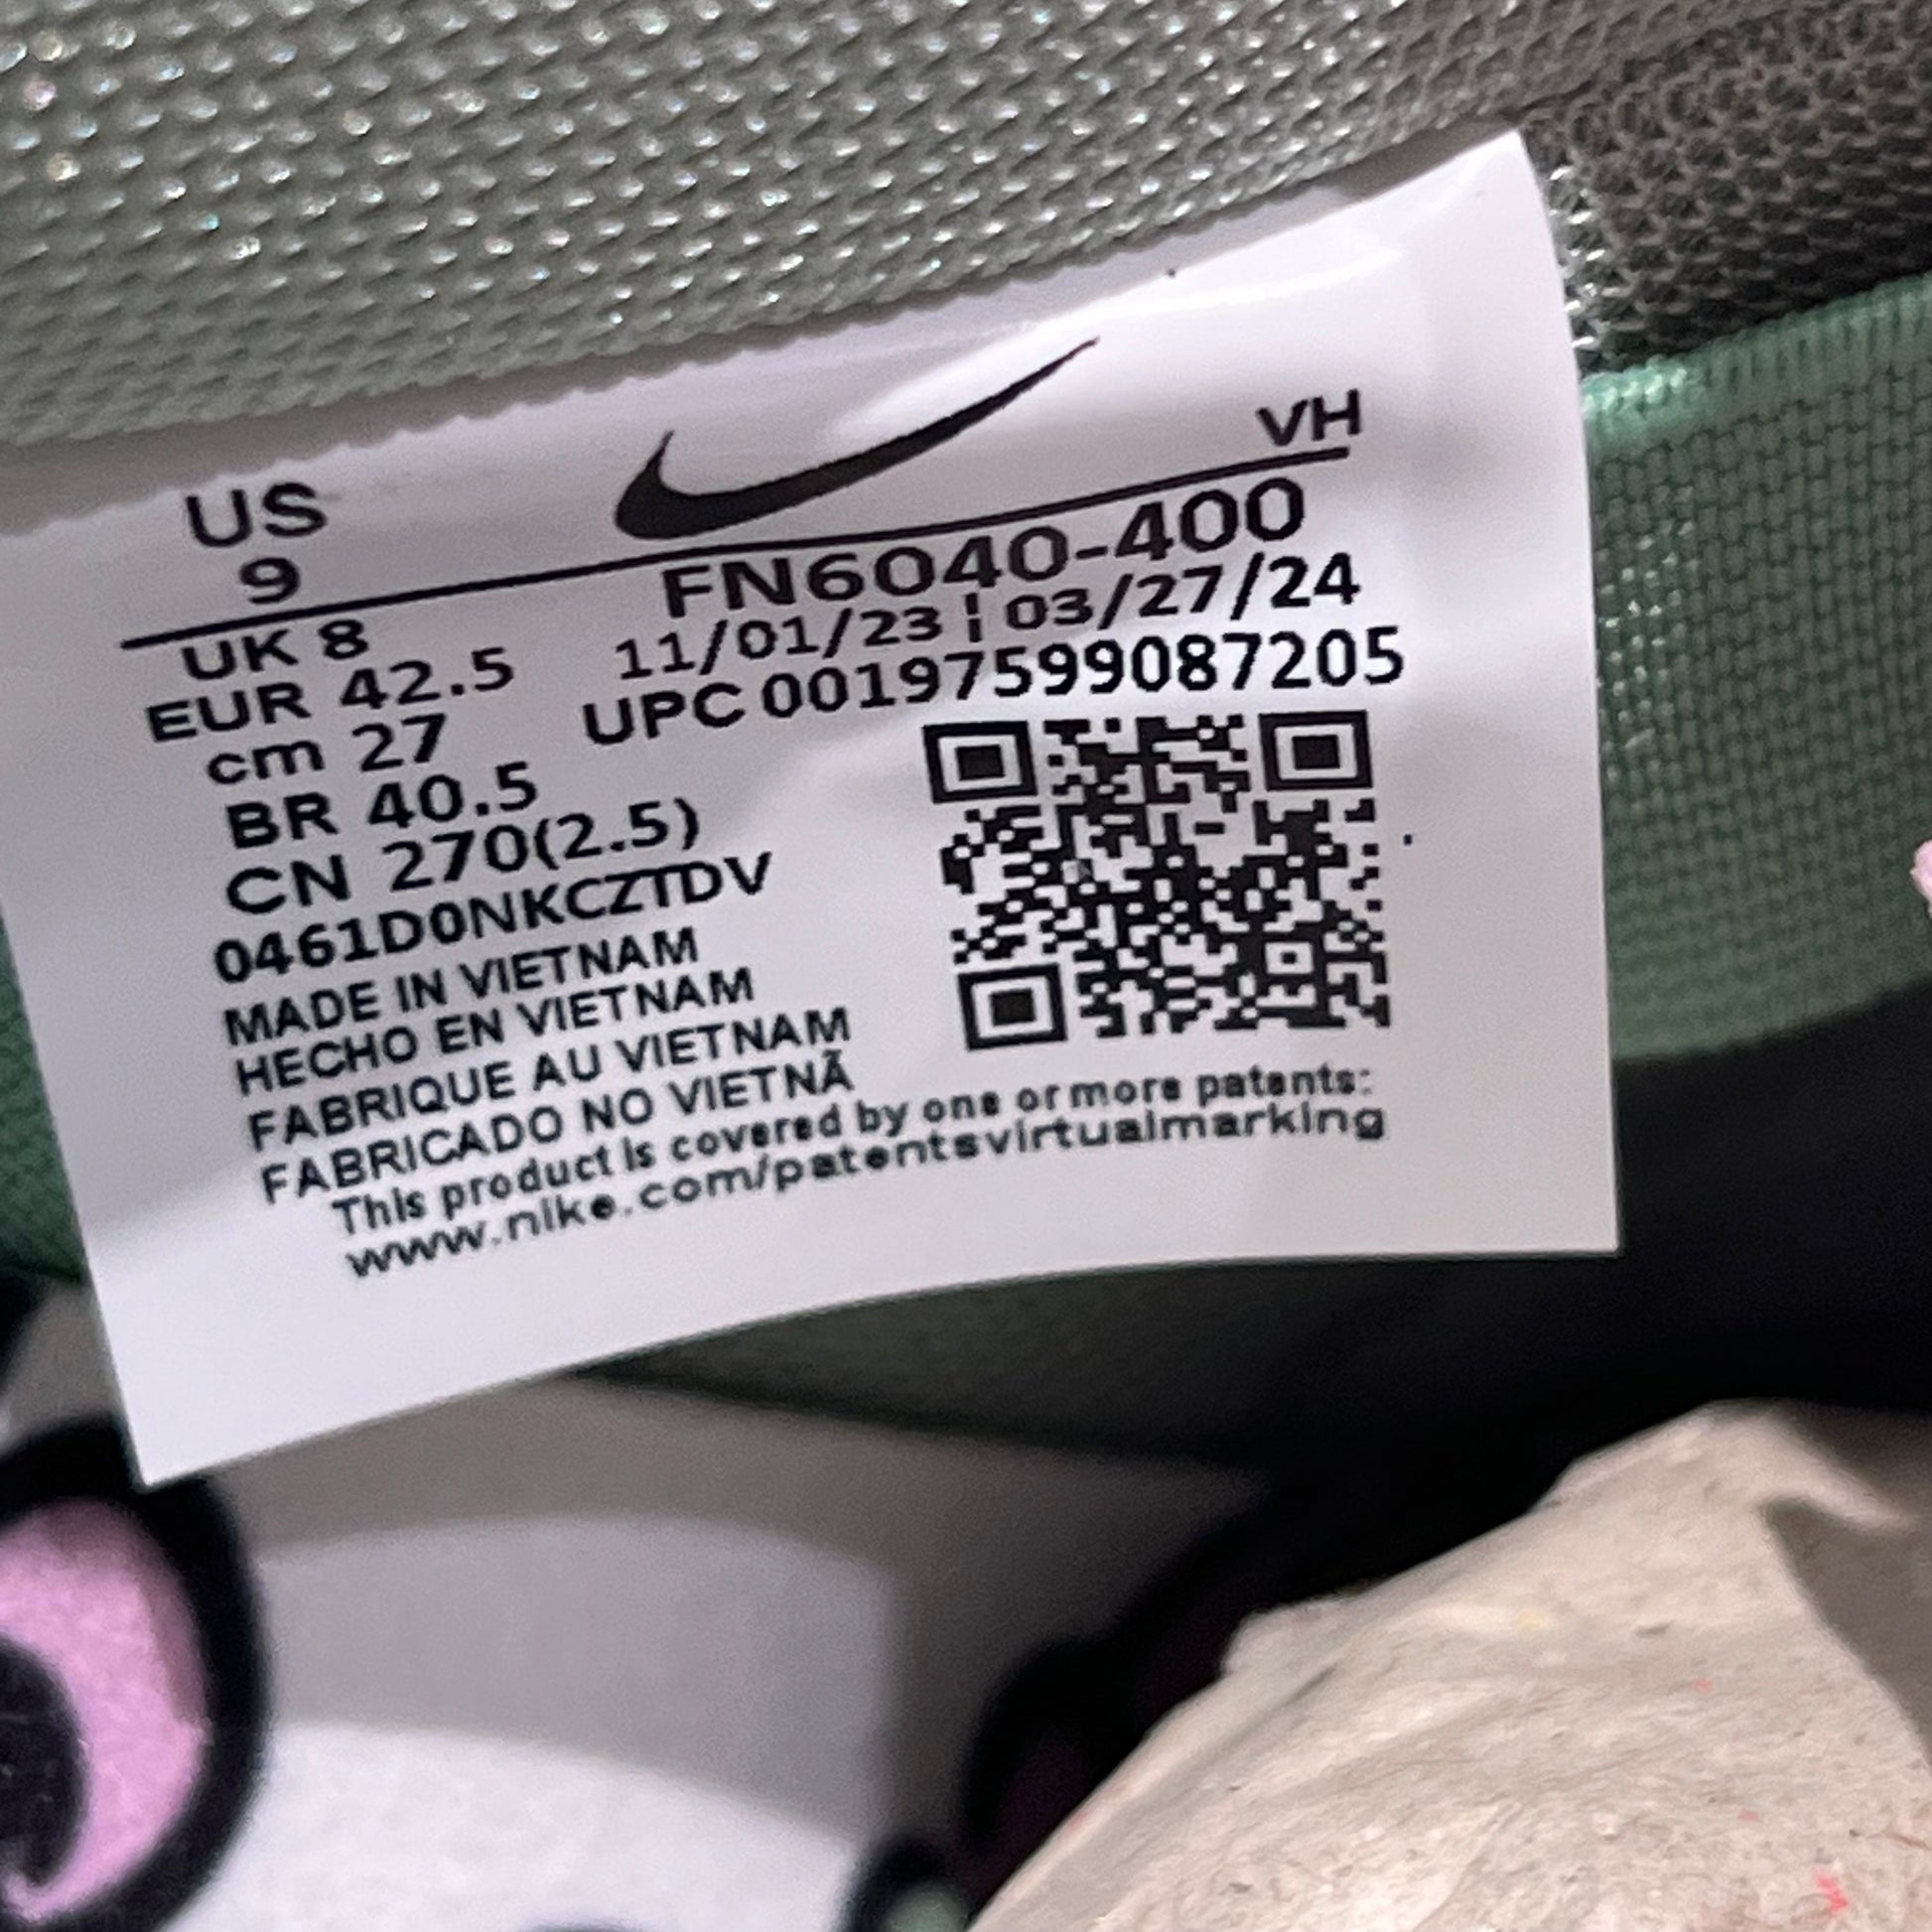 US
9
VH
FN6040-400
UK 8
11/01/23 ¦ 03/27/24
EUR 42.5
UPC 00197599087205
cm 27
BR 40.5
CN 270(2.5)
0461D0NKCZTDV
MADE IN VIETNAM
HECHO EN VIETNAM
FABRIQUE AU VIETNAM
FABRICADO NO VIETNÃ
This product is covered by one or more patents:
www.nike.com/patentsvirtualmarking